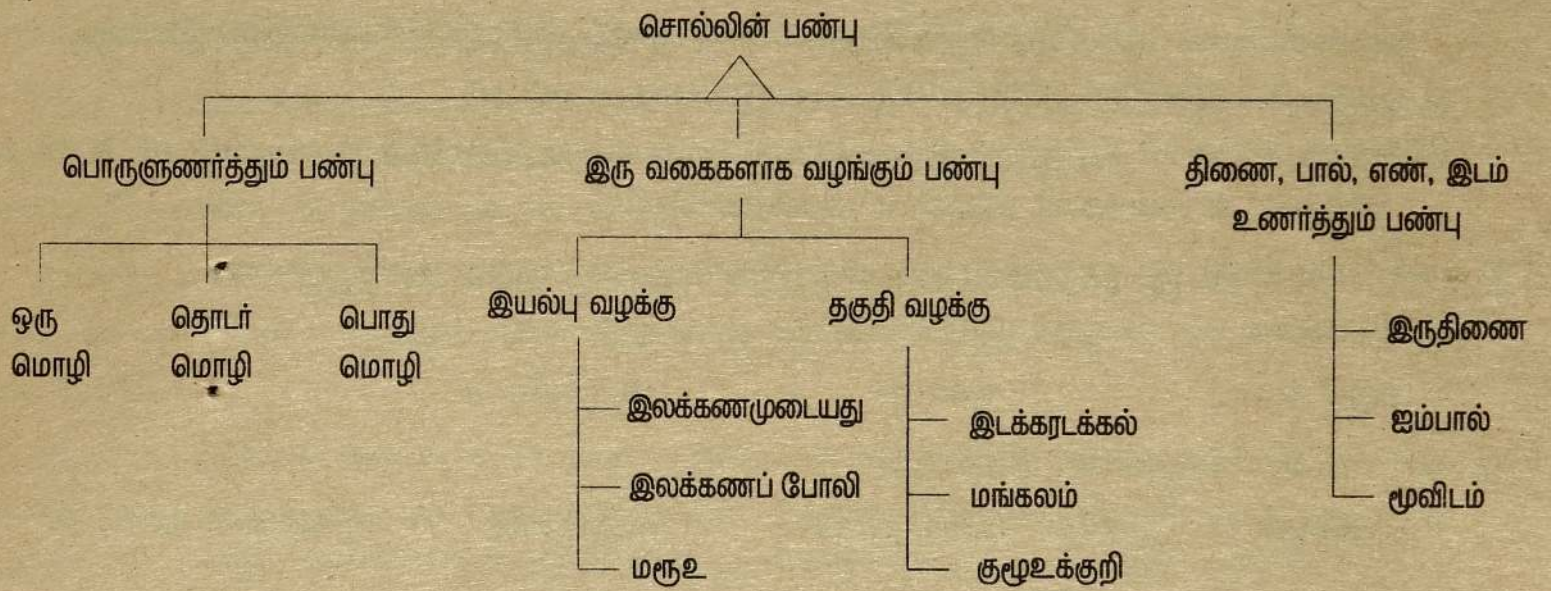 சொல்லின் பண்பு
பொருளுணர்த்தும் பண்பு
இரு வகைகளாக வழங்கும் பண்பு
திணை, பால், எண், இடம்
உணர்த்தும் பண்பு
ஒரு
மொழி
தொடர்
மொழி
பொது
மொழி
இயல்பு வழக்கு
இலக்கணமுடையது
இலக்கணப் போலி
மரூஉ
தகுதி வழக்கு
இடக்கரடக்கல்
மங்கலம்
குழூஉக்குறி
இருதிணை
ஐம்பால்
மூவிடம்